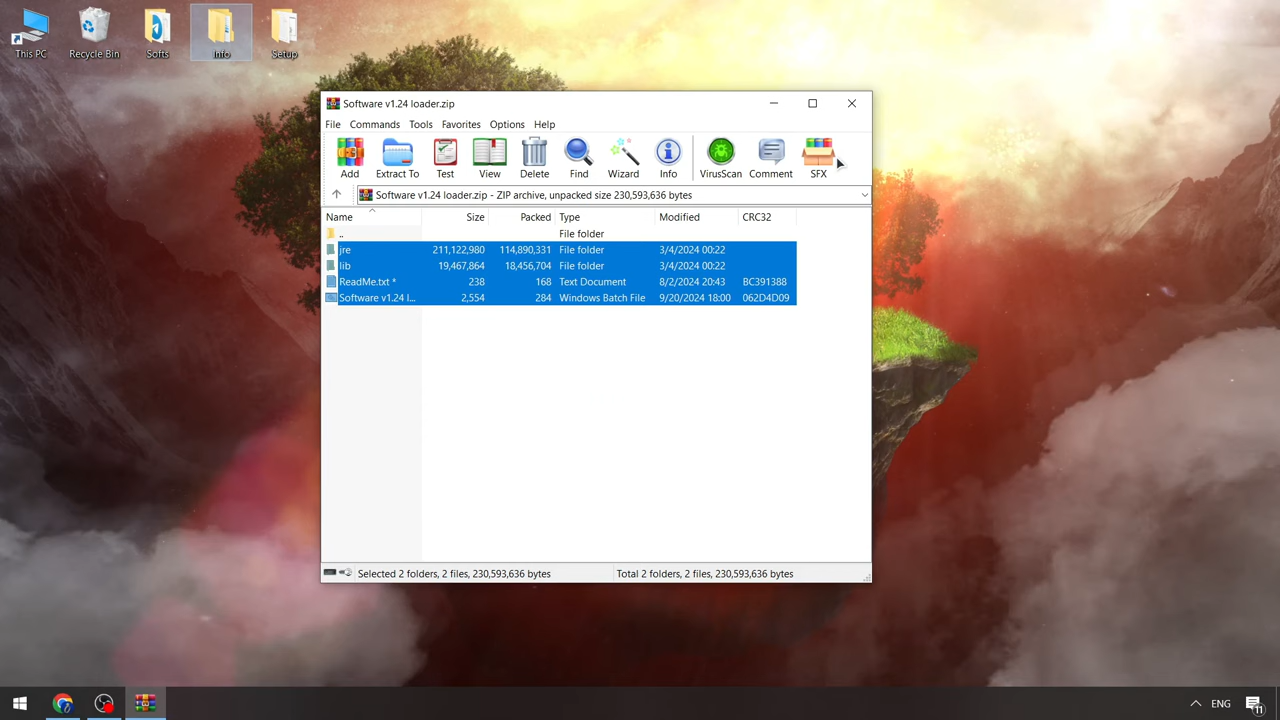 This PC
Recycle Bin
Softs
Info
Setup
Software v1.24 loader.zip
File Commands Tools Favorites Options Help
Add Extract To Test View Delete Find Wizard Info VirusScan Comment SFX
Software v1.24 loader.zip - ZIP archive, unpacked size 230,593,636 bytes
Name Size Packed Type Modified CRC32
.. File folder
jre 211,122,980 114,890,331 File folder 3/4/2024 00:22
lib 19,467,864 18,456,704 File folder 3/4/2024 00:22
ReadMe.txt * 238 168 Text Document 8/2/2024 20:43 BC391388
Software v1.24 l... 2,554 284 Windows Batch File 9/20/2024 18:00 062D4D09
Selected 2 folders, 2 files, 230,593,636 bytes
Total 2 folders, 2 files, 230,593,636 bytes
ENG
11